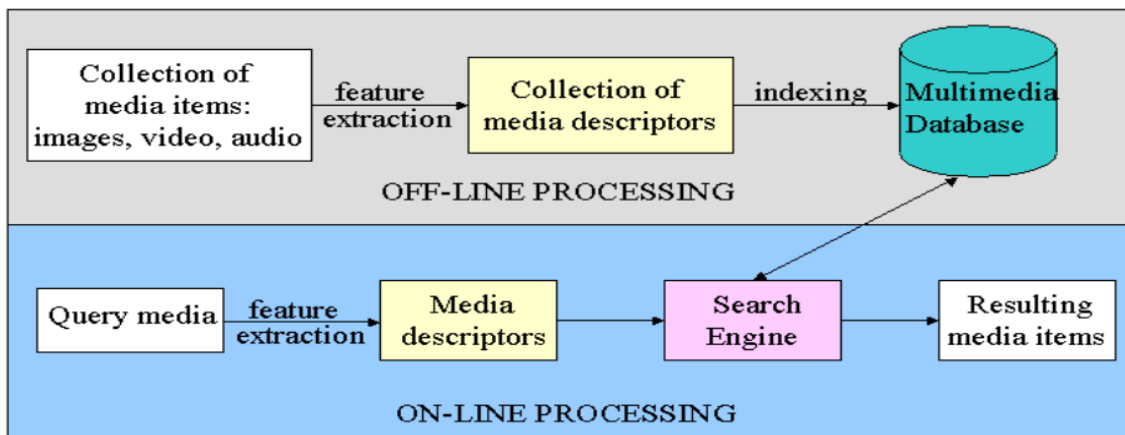 Collection of
media items:
images, video, audio
feature
extraction
Collection of
media descriptors
indexing
Multimedia
Database
OFF-LINE PROCESSING
Query media
feature
extraction
Media
descriptors
Search
Engine
Resulting
media items
ON-LINE PROCESSING